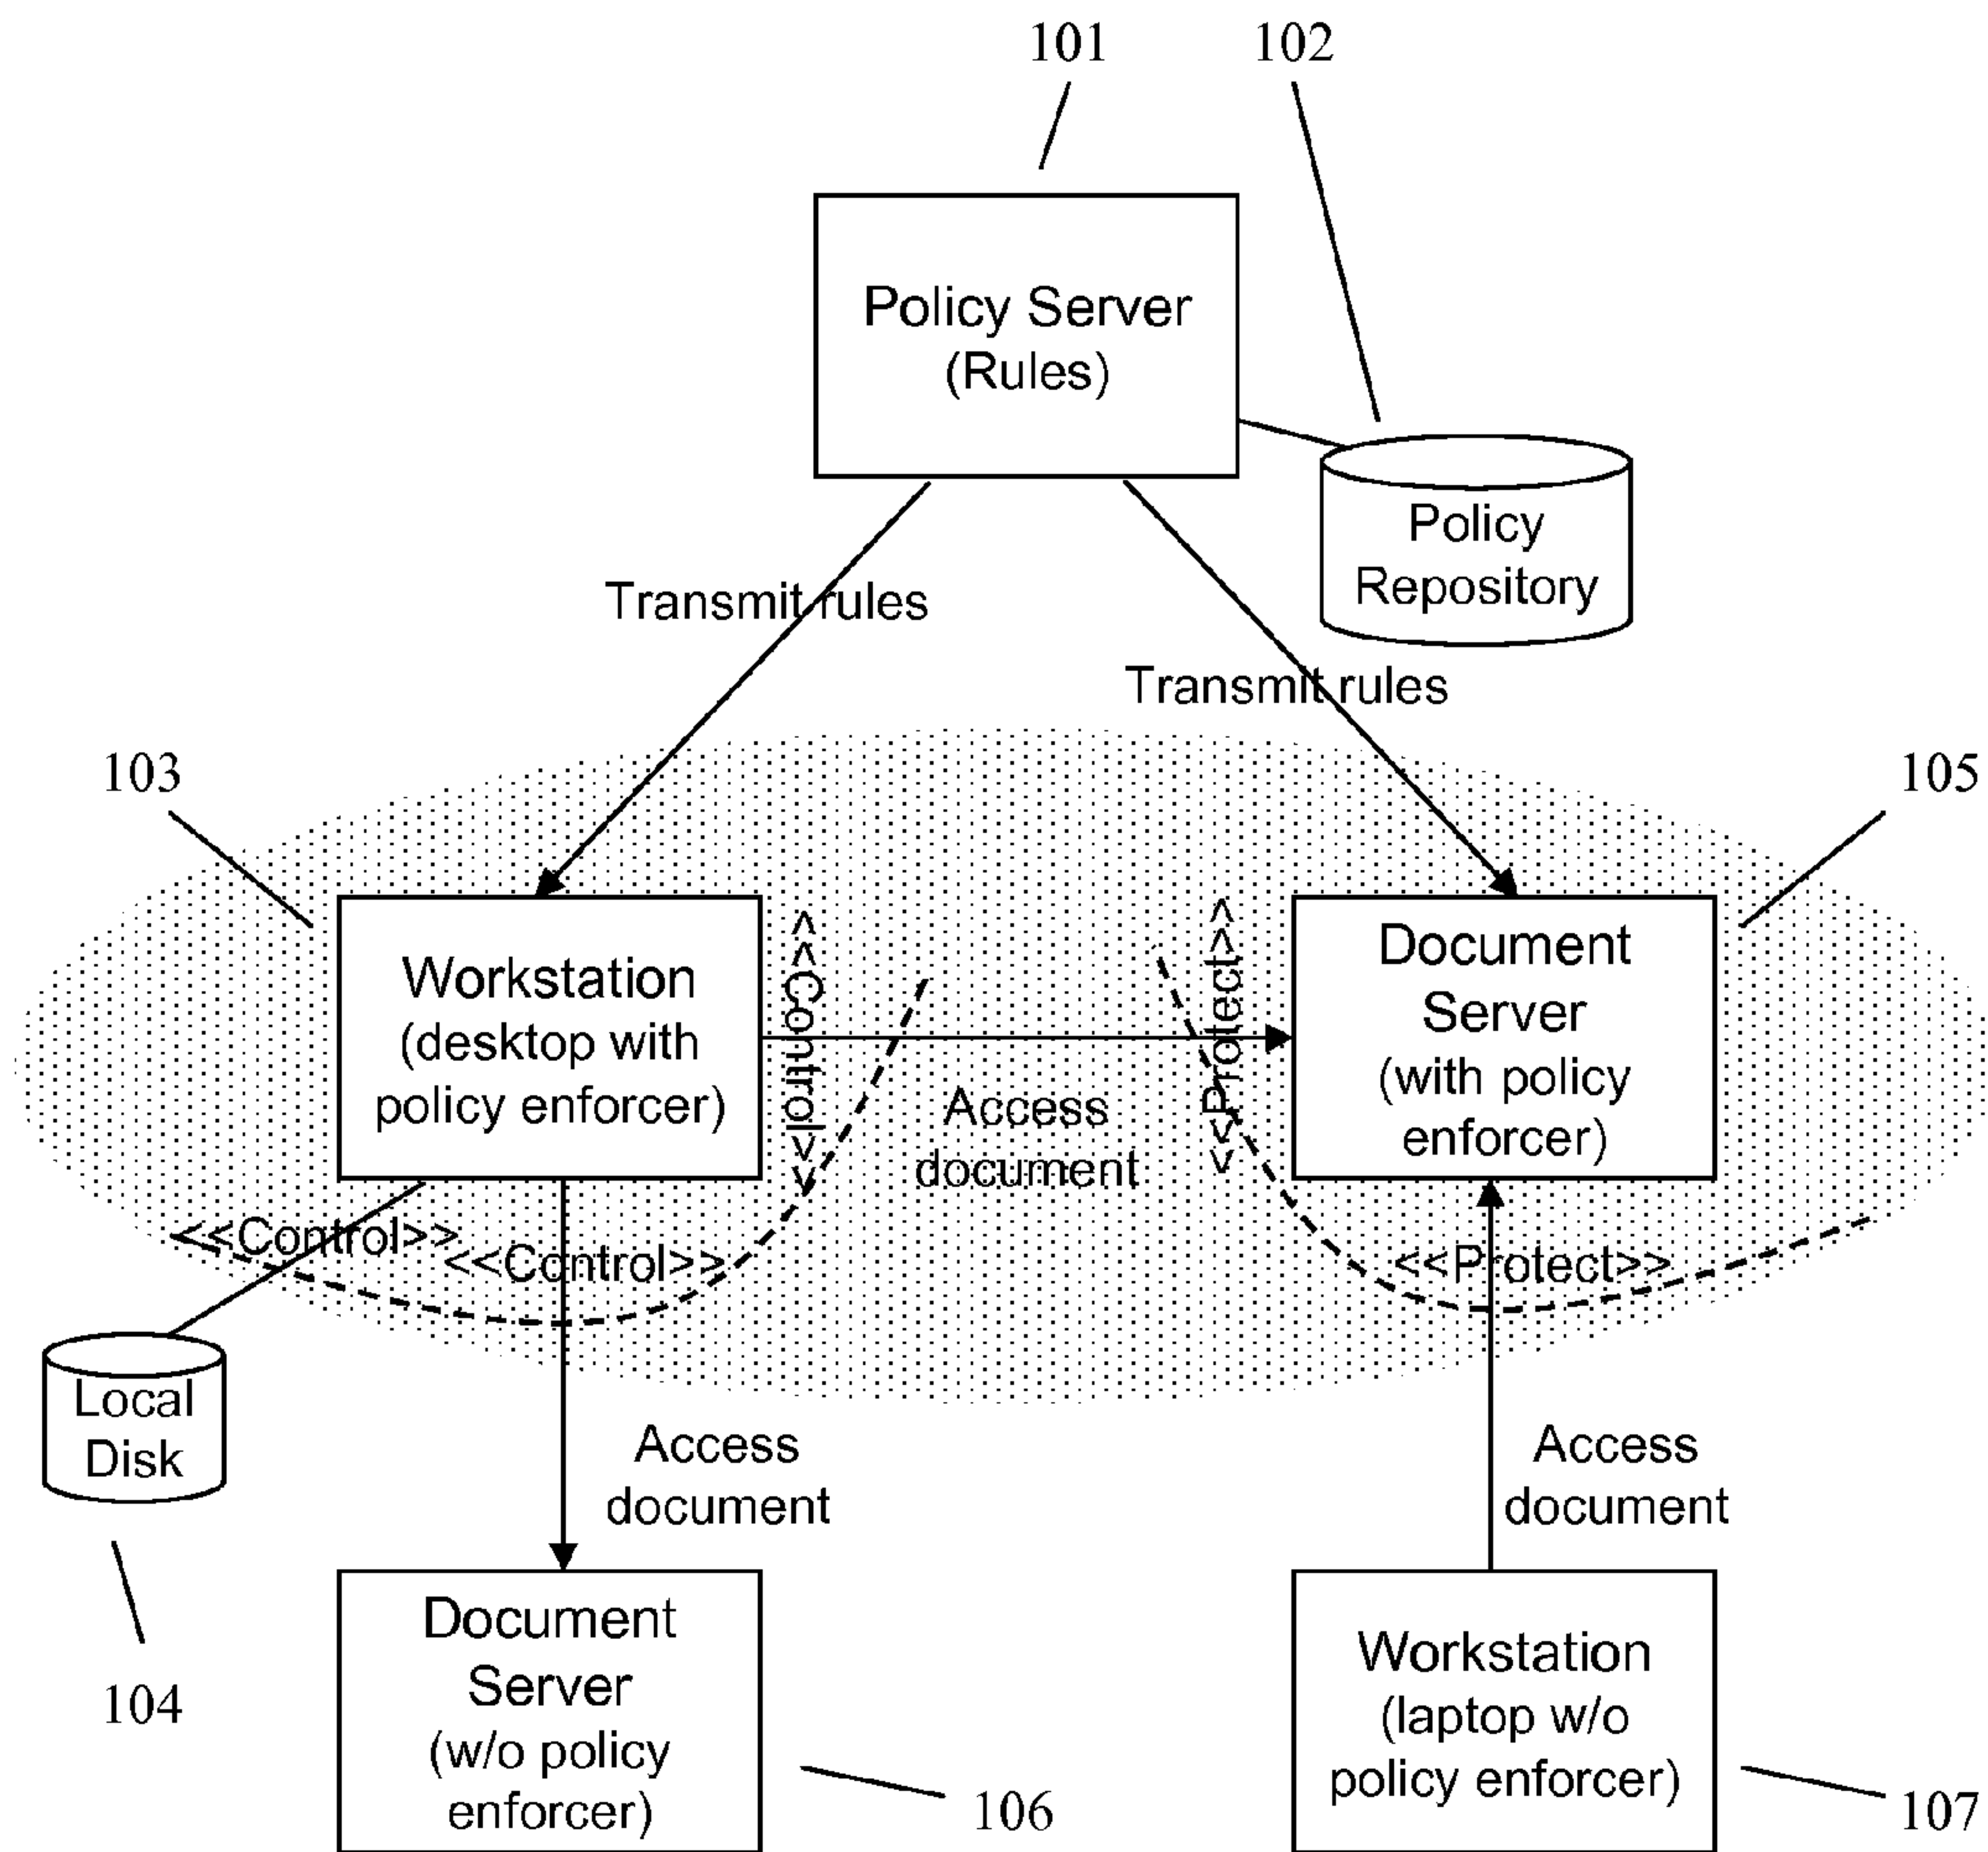 101
102
Policy Server
(Rules)
Policy
Repository
Transmit rules
Transmit rules
103
105
Workstation
(desktop with
policy enforcer)
<<Control>>
Access
document
<<Protect>>
Document
Server
(with policy
enforcer)
<<Control>>
<<Control>>
<<Protect>>
Local
Disk
Access
document
Access
document
104
Document
Server
(w/o policy
enforcer)
106
Workstation
(laptop w/o
policy enforcer)
107